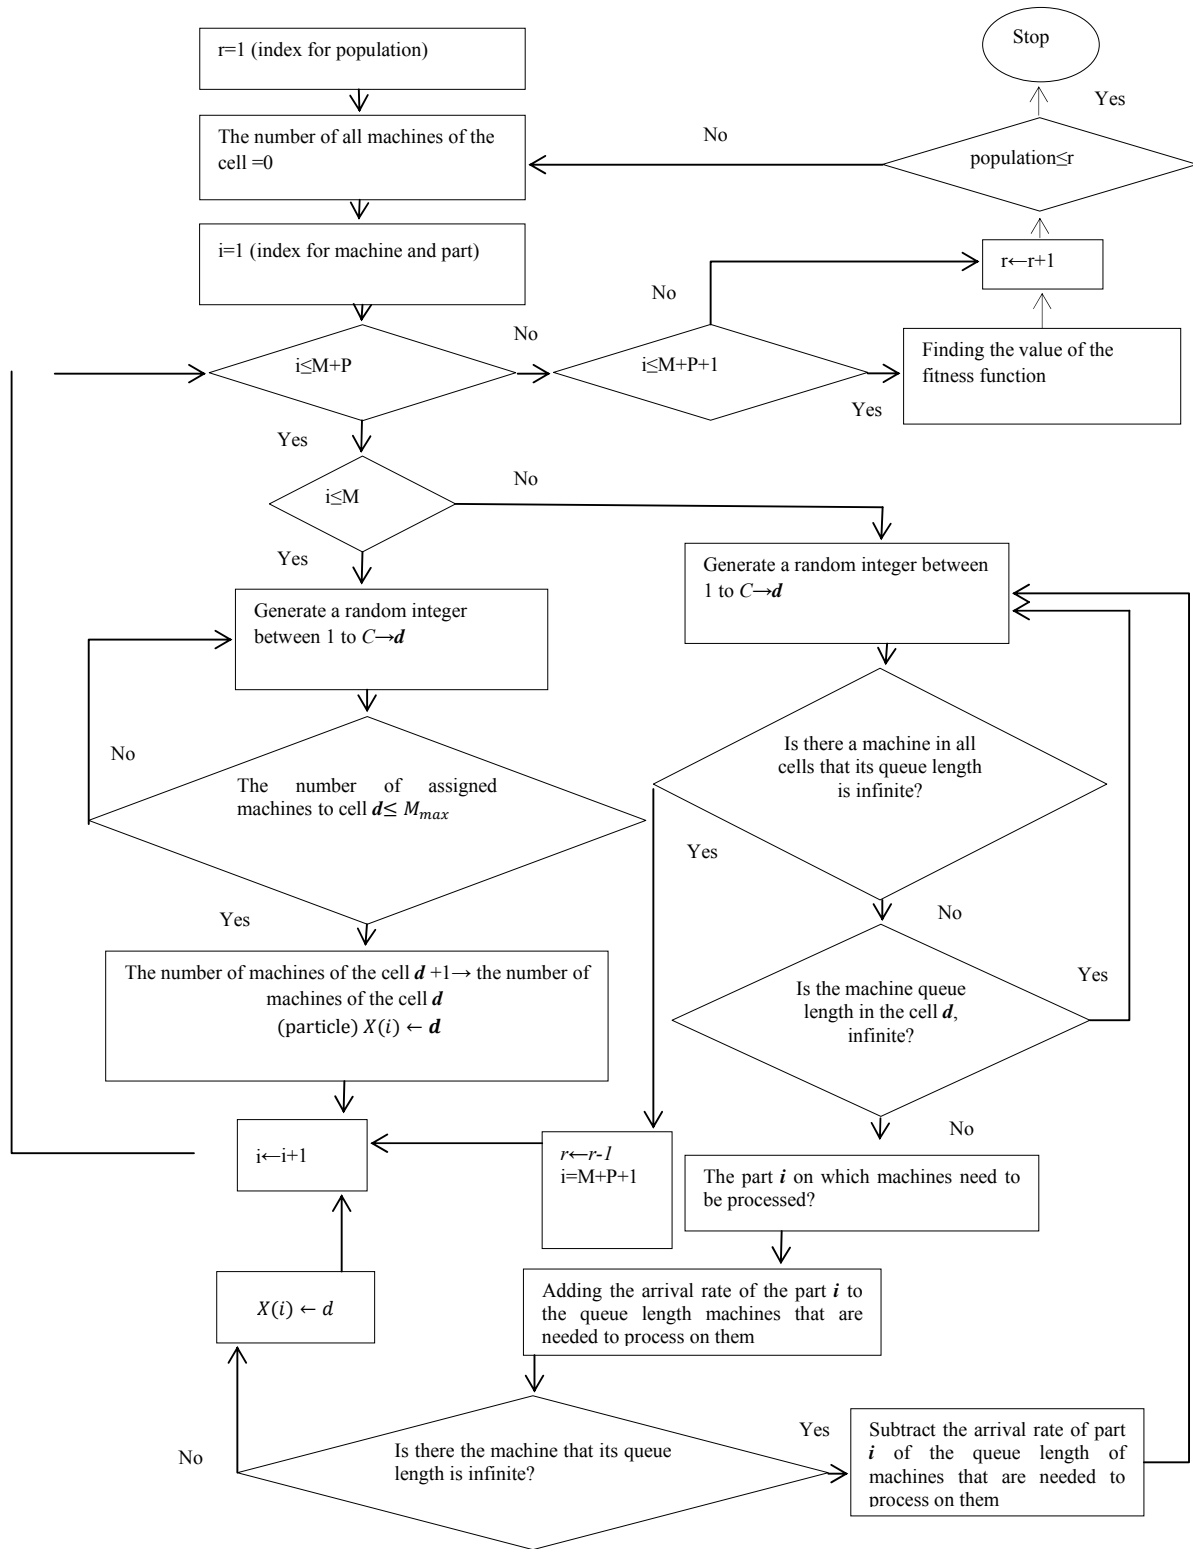 r=1 (index for population)
Stop
Yes
No
The number of all machines of the
cell =0
population≤r
i=1 (index for machine and part)
r←r+1
No
No
i≤M+P
i≤M+P+1
Finding the value of the
fitness function
Yes
Yes
i≤M
No
Yes
Generate a random integer between
1 to C→d
Generate a random integer
between 1 to C→d
No
Is there a machine in all
cells that its queue length
is infinite?
The number of assigned
machines to cell d≤ Mmax
Yes
Yes
No
The number of machines of the cell d +1→ the number of
machines of the cell d
(particle) X(i) ← d
Is the machine queue
length in the cell d,
infinite?
Yes
No
i←i+1
r←r-1
i=M+P+1
The part i on which machines need to
be processed?
X(i) ← d
Adding the arrival rate of the part i to
the queue length machines that are
needed to process on them
No
Is there the machine that its queue
length is infinite?
Yes
Subtract the arrival rate of part
i of the queue length of
machines that are needed to
process on them